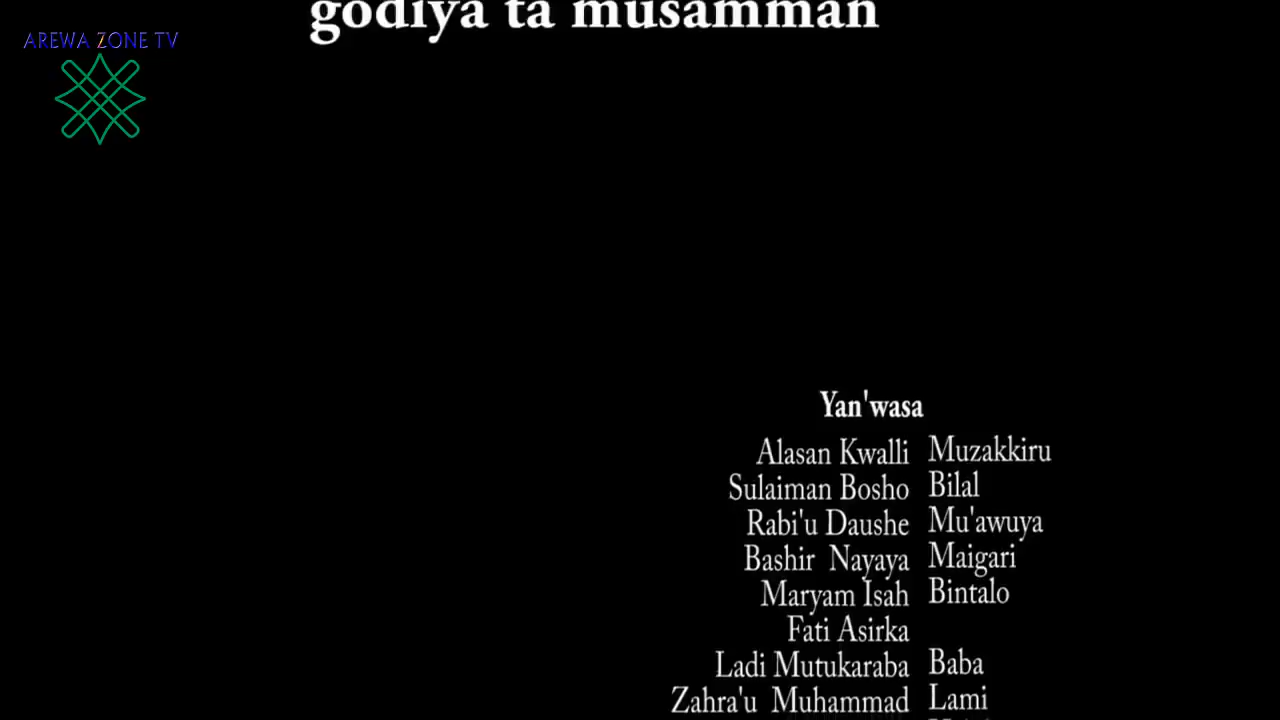 godiya ta musamman
AREWA ZONE TV
Yan'wasa
Alasan Kwalli Muzakkiru
Sulaiman Bosho Bilal
Rabi'u Daushe Mu'awuya
Bashir Nayaya Maigari
Maryam Isah Bintalo
Fati Asirka
Ladi Mutukaraba Baba
Zahra'u Muhammad Lami